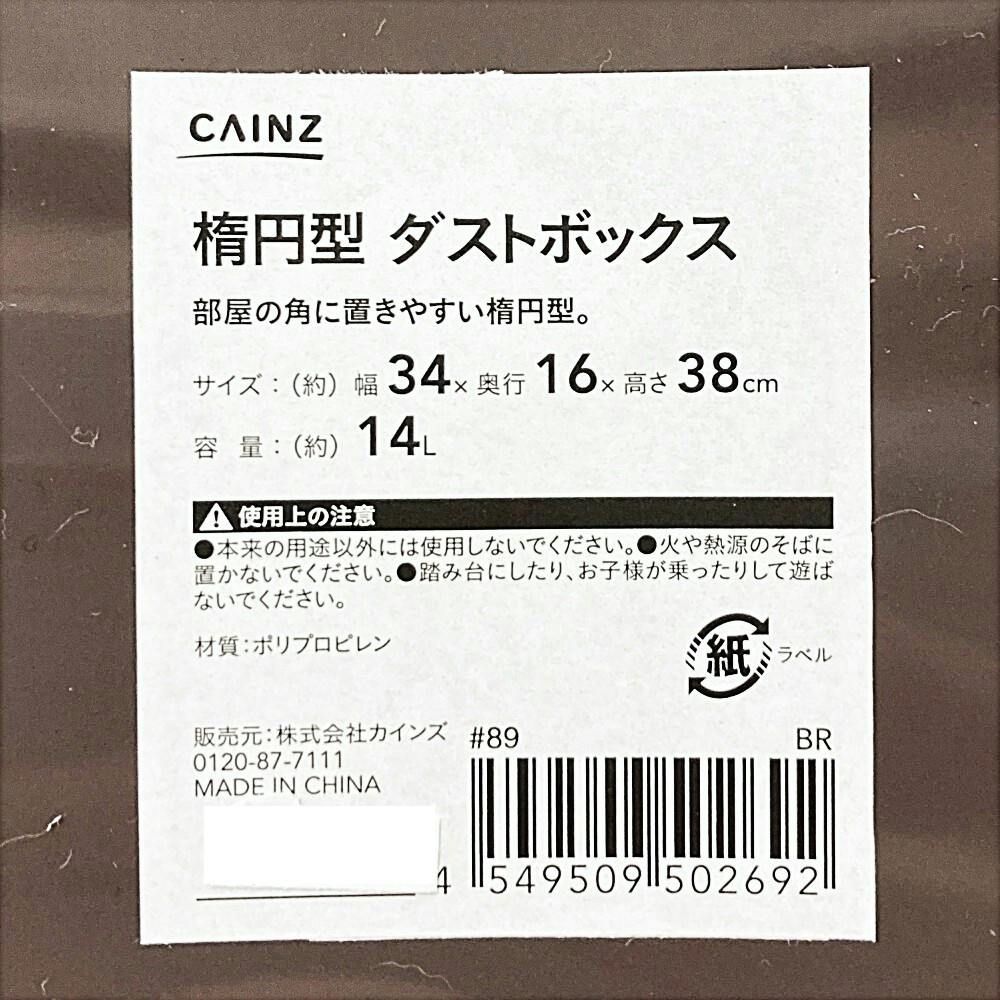 CAINZ
楕円型 ダストボックス
部屋の角に置きやすい楕円型。
サイズ：（約）幅 34× 奥行 16× 高さ 38cm
容 量：（約） 14L
使用上の注意
●本来の用途以外には使用しないでください。●火や熱源のそばに
置かないでください。●踏み台にしたり、お子様が乗ったりして遊ば
ないでください。
材質：ポリプロピレン
紙 ラベル
販売元：株式会社カインズ
0120-87-7111
MADE IN CHINA
#89 BR
4 549509 502692